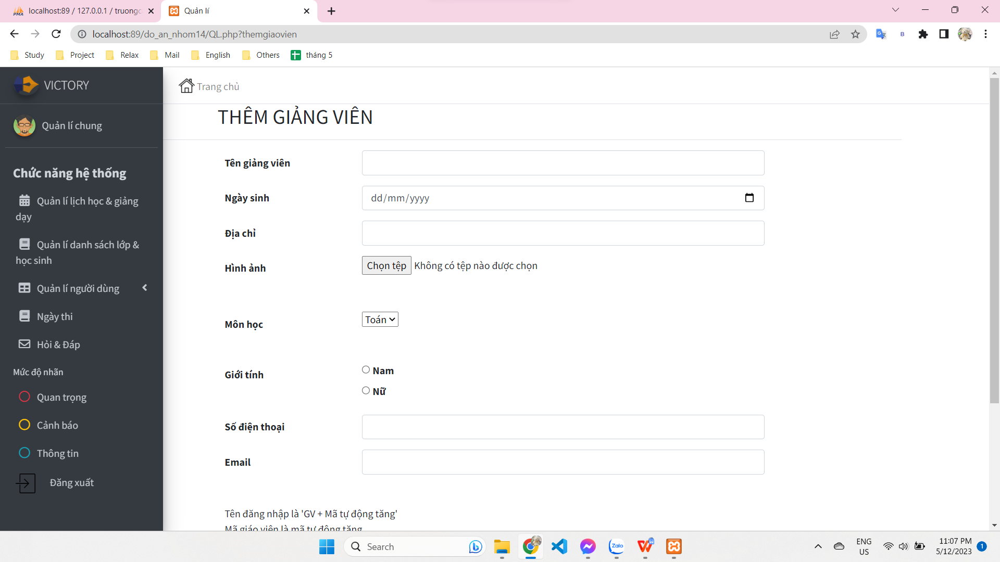 localhost:89 / 127.0.0.1 / truongc
Quản lí
localhost:89/do_an_nhom14/QL.php?themgiaovien
Study
Project
Relax
Mail
English
Others
tháng 5
VICTORY
Trang chủ
Quản lí chung
THÊM GIẢNG VIÊN
Chức năng hệ thống
Quản lí lịch học & giảng
dạy
Quản lí danh sách lớp &
học sinh
Quản lí người dùng
Ngày thi
Hỏi & Đáp
Mức độ nhãn
Quan trọng
Cảnh báo
Thông tin
Đăng xuất
Tên giảng viên
Ngày sinh
dd/mm/yyyy
Địa chỉ
Hình ảnh
Chọn tệp Không có tệp nào được chọn
Môn học
Toán
Giới tính
Nam
Nữ
Số điện thoại
Email
Tên đăng nhập là 'GV + Mã tự động tăng'
Mã giáo viên là mã tự động tăng
Search
Zalo
ENG
US
11:07 PM
5/12/2023
1